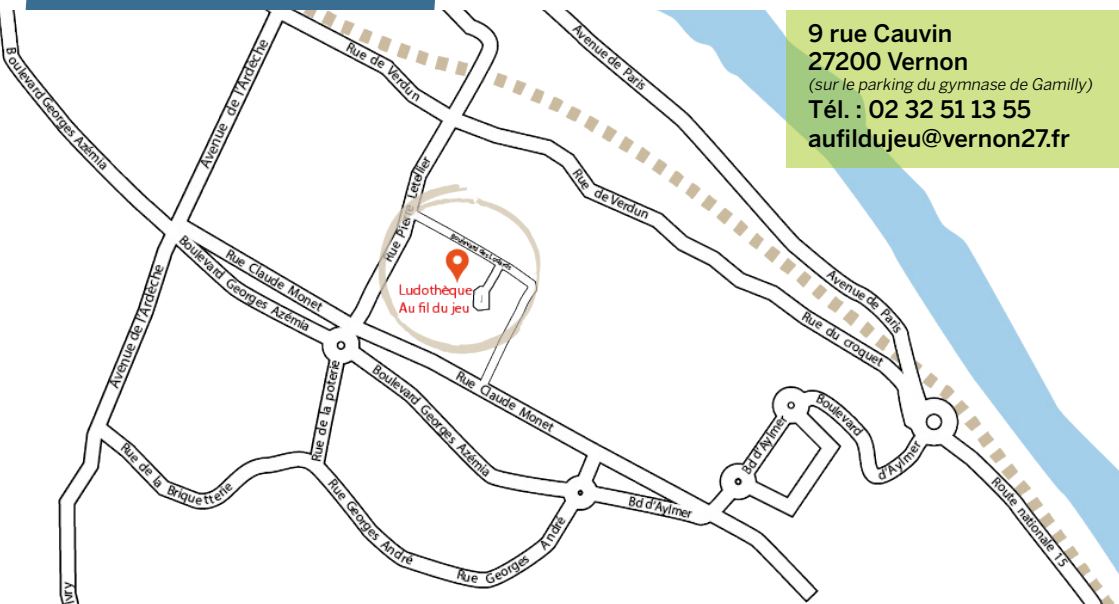 9 rue Cauvin
27200 Vernon
(sur le parking du gymnase de Gamilly)
Tél. : 02 32 51 13 55
aufildujeu@vernon27.fr
Boulevard Georges Azémia
Avenue de l'Ardèche
Rue de Verdun
Avenue de Paris
Rue Pierre Letellier
Rue de Verdun
Boulevard des Lodards
Ludothèque
Au fil du jeu
Rue Claude Monet
Boulevard Georges Azémia
Avenue de l'Ardèche
Avenue de Paris
Rue du croquet
Rue de la poterie
Boulevard Georges Azémia
Rue Claude Monet
Boulevard
d'Aylmer
Bd d'Aylmer
Bd d'Aylmer
Rue de la Briquetterie
Rue Georges André
Rue Georges André
Route nationale 15